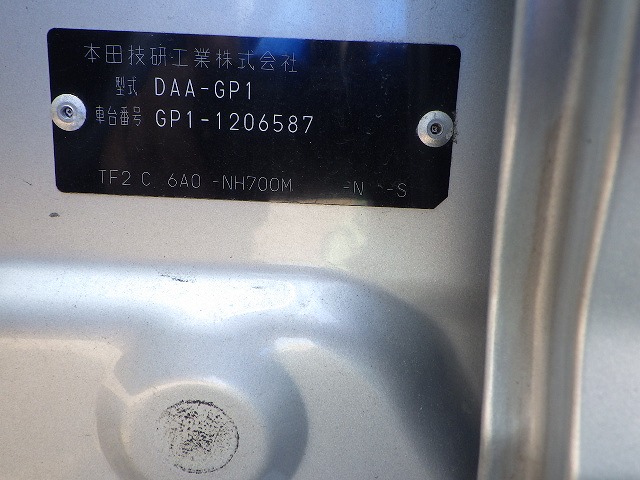 本田技研工業株式会社
型式 DAA-GP1
車台番号 GP1-1206587
TF2 C 6A0 -NH700M -N -S